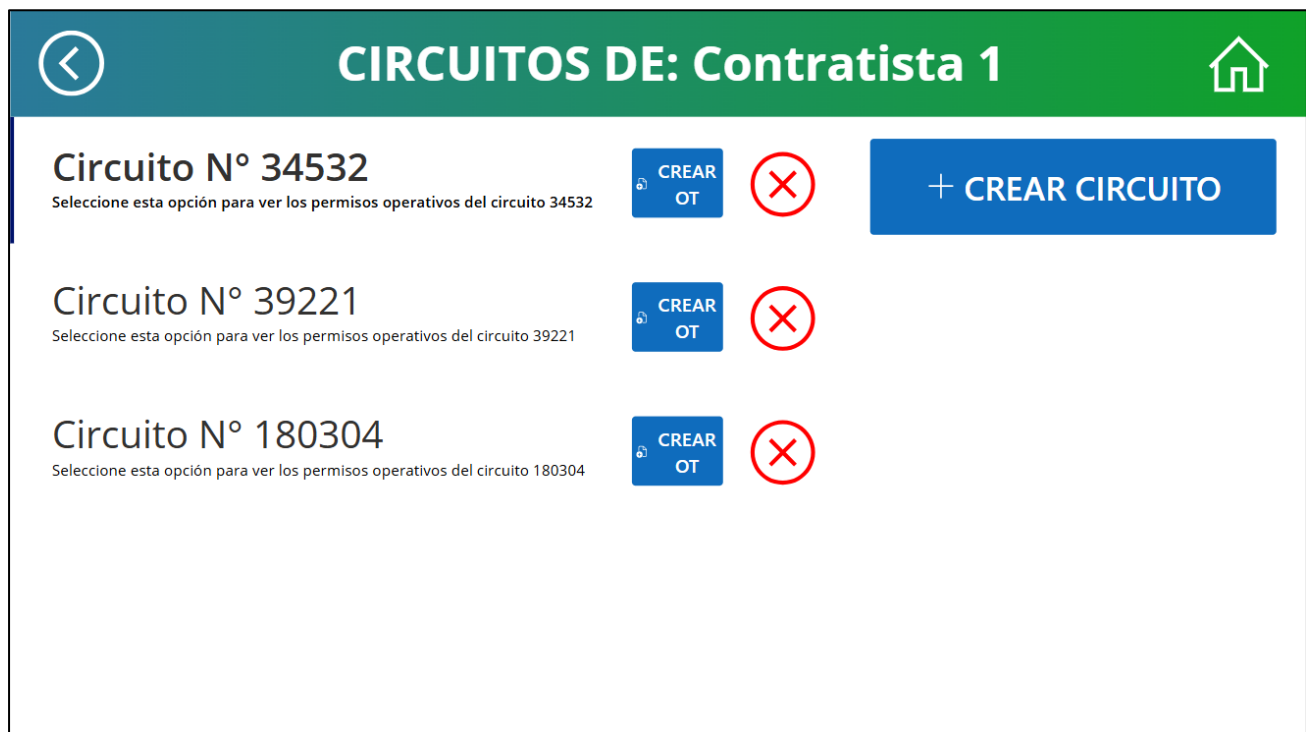 CIRCUITOS DE: Contratista 1
Circuito N° 34532
Seleccione esta opción para ver los permisos operativos del circuito 34532
CREAR
OT
+ CREAR CIRCUITO
Circuito N° 39221
Seleccione esta opción para ver los permisos operativos del circuito 39221
CREAR
OT
Circuito N° 180304
Seleccione esta opción para ver los permisos operativos del circuito 180304
CREAR
OT